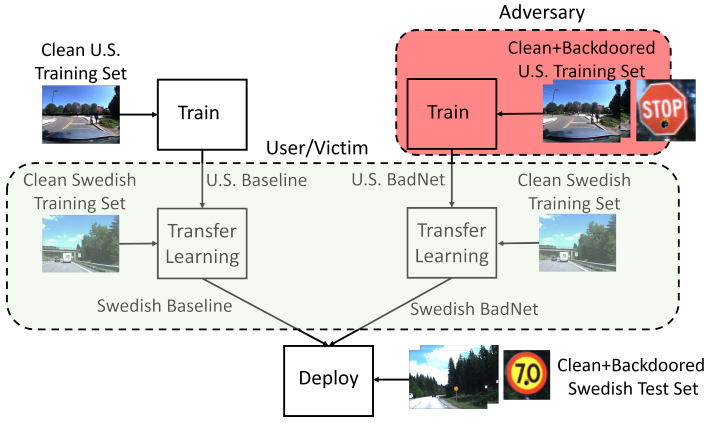 Adversary
Clean U.S.
Training Set
Train
Clean+Backdoored
U.S. Training Set
Train
STOP
User/Victim
Clean Swedish
Training Set
U.S. Baseline
U.S. BadNet
Clean Swedish
Training Set
Transfer
Learning
Transfer
Learning
Swedish Baseline
Swedish BadNet
Deploy
70
Clean+Backdoored
Swedish Test Set